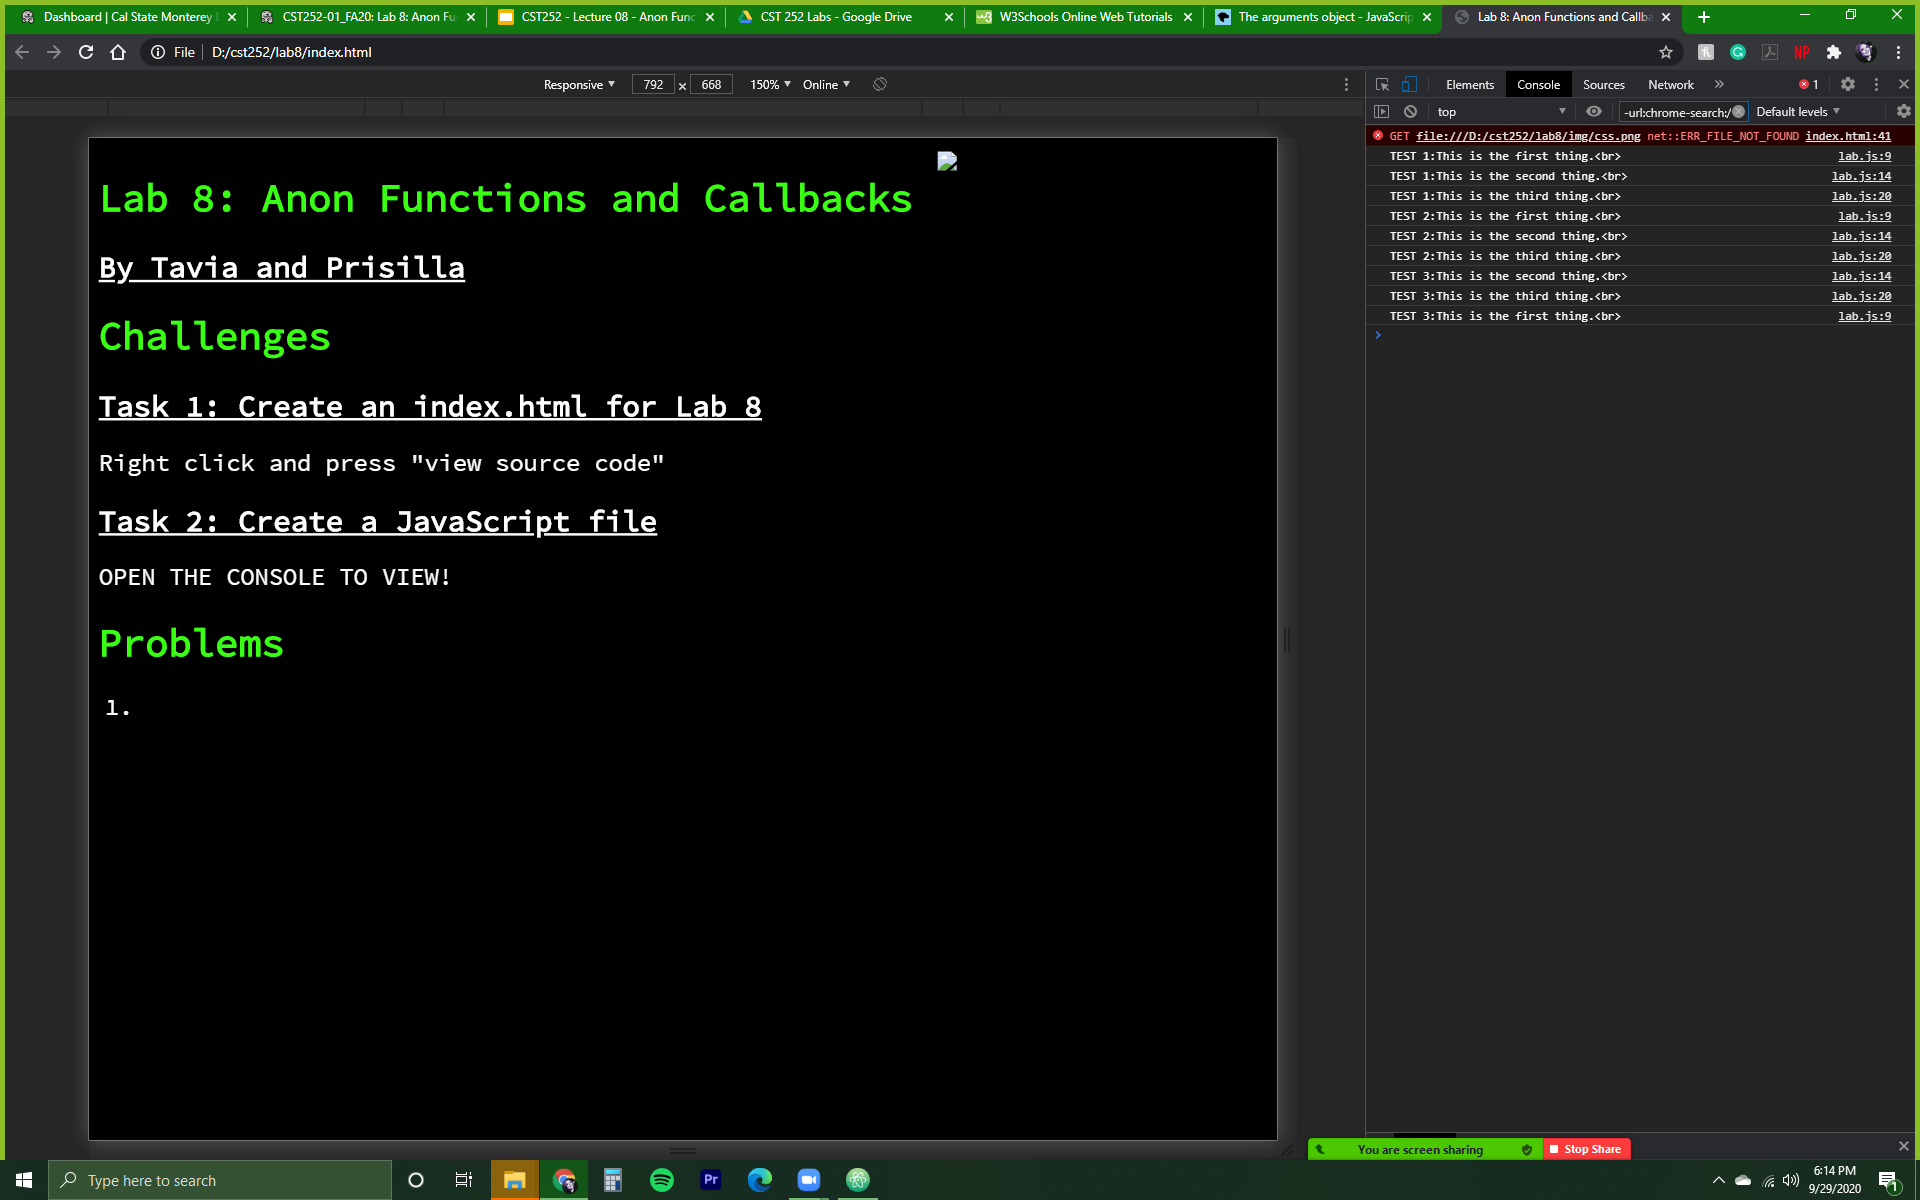 Dashboard | Cal State Monterey
CST252-01_FA20: Lab 8: Anon Fu
CST252 - Lecture 08 - Anon Func
CST 252 Labs - Google Drive
W3Schools Online Web Tutorials
The arguments object - JavaScrip
Lab 8: Anon Functions and Callba
File
D:/cst252/lab8/index.html
NP
Responsive
792
x
668
150%
Online
Elements
Console
Sources
Network
1
top
-url:chrome-search:/
Default levels
GET file:///D:/cst252/lab8/img/css.png net::ERR_FILE_NOT_FOUND index.html:41
TEST 1:This is the first thing.<br> lab.js:9
TEST 1:This is the second thing.<br> lab.js:14
TEST 1:This is the third thing.<br> lab.js:20
TEST 2:This is the first thing.<br> lab.js:9
TEST 2:This is the second thing.<br> lab.js:14
TEST 2:This is the third thing.<br> lab.js:20
TEST 3:This is the second thing.<br> lab.js:14
TEST 3:This is the third thing.<br> lab.js:20
TEST 3:This is the first thing.<br> lab.js:9
Lab 8: Anon Functions and Callbacks
By Tavia and Prisilla
Challenges
Task 1: Create an index.html for Lab 8
Right click and press "view source code"
Task 2: Create a JavaScript file
OPEN THE CONSOLE TO VIEW!
Problems
1.
You are screen sharing
Stop Share
Type here to search
Pr
6:14 PM
9/29/2020
1